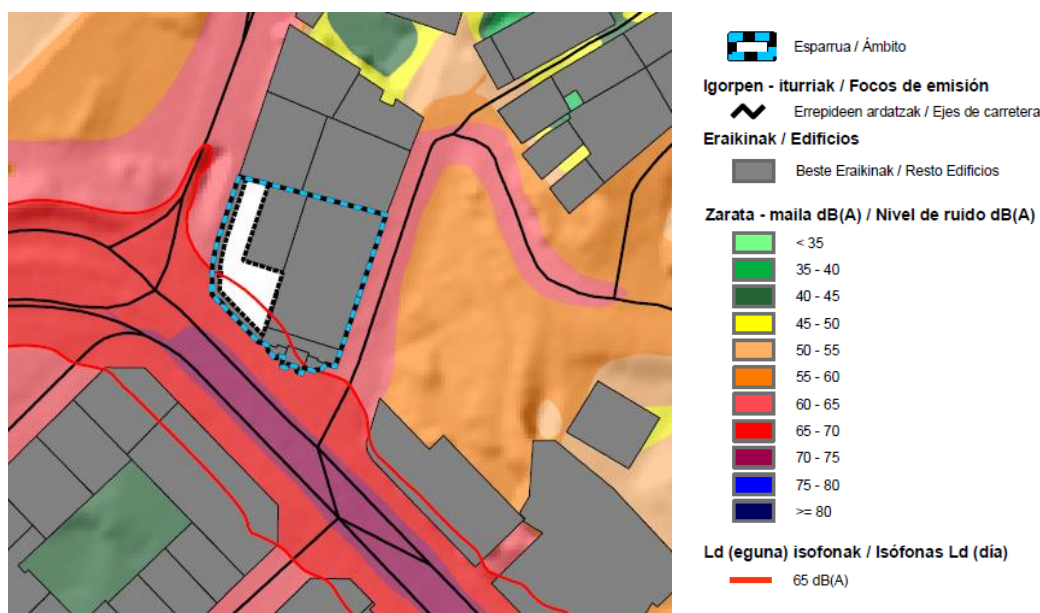 Esparrua / Ámbito
Igorpen - iturriak / Focos de emisión
Errepideen ardatzak / Ejes de carretera
Eraikinak / Edificios
Beste Eraikinak / Resto Edificios
Zarata - maila dB(A) / Nivel de ruido dB(A)
< 35
35 - 40
40 - 45
45 - 50
50 - 55
55 - 60
60 - 65
65 - 70
70 - 75
75 - 80
>= 80
Ld (eguna) isofonak / Isófonas Ld (día)
65 dB(A)